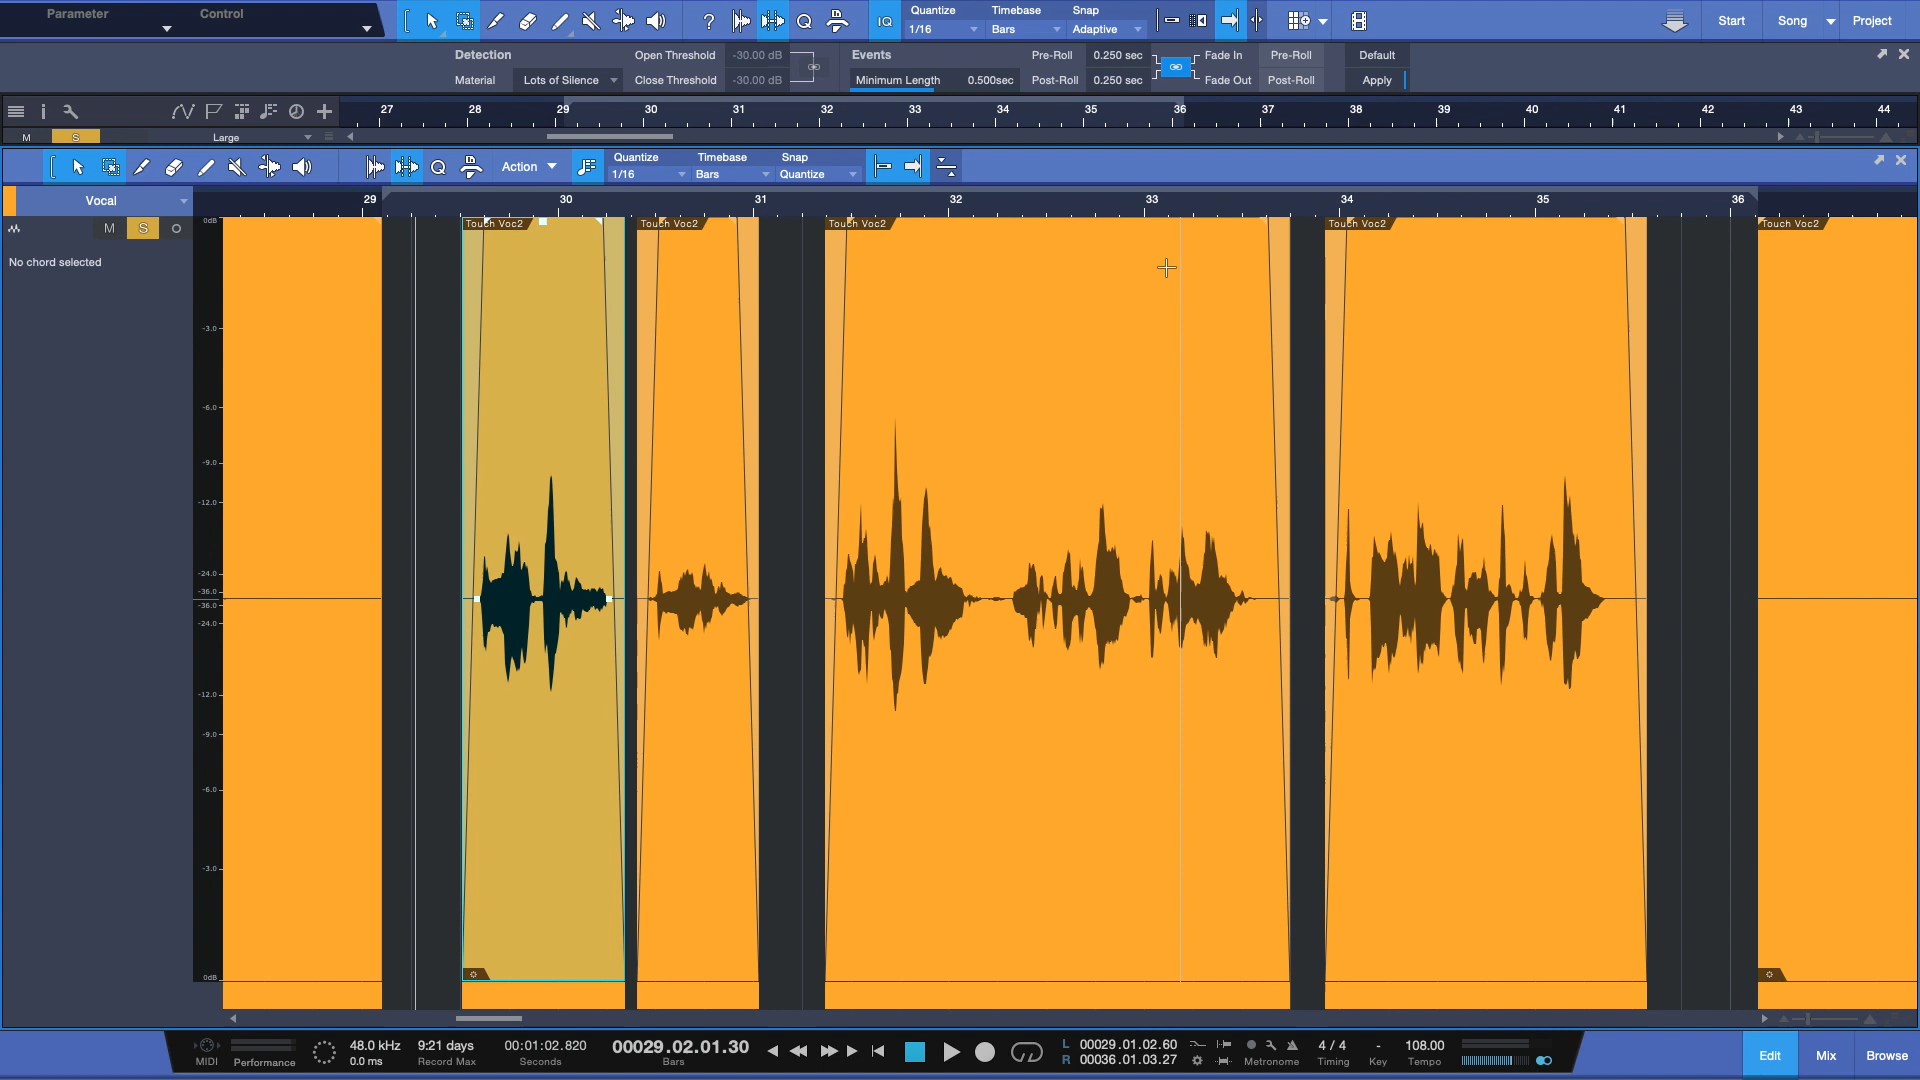 Parameter
Control
IQ
Quantize
1/16
Timebase
Bars
Snap
Adaptive
Start
Song
Project
Detection
Material
Lots of Silence
Open Threshold
-30.00 dB
Close Threshold
-30.00 dB
Events
Minimum Length
0.500sec
Pre-Roll
0.250 sec
Post-Roll
0.250 sec
Fade In
Pre-Roll
Fade Out
Post-Roll
Default
Apply
27 28 29 30 31 32 33 34 35 36 37 38 39 40 41 42 43 44
M
S
Large
Action
Quantize
1/16
Timebase
Bars
Snap
Quantize
Vocal
29 30 31 32 33 34 35 36
M
S
No chord selected
Touch Voc2
Touch Voc2
Touch Voc2
Touch Voc2
Touch Voc2
0dB
-3.0
-6.0
-9.0
-12.0
-24.0
-36.0
-36.0
-24.0
-12.0
-9.0
-6.0
-3.0
0dB
MIDI
Performance
48.0 kHz
0.0 ms
9:21 days
Record Max
00:01:02.820
Seconds
00029.02.01.30
Bars
L 00029.01.02.60
R 00036.01.03.27
Metronome
4 / 4
Timing
-
Key
108.00
Tempo
Edit
Mix
Browse